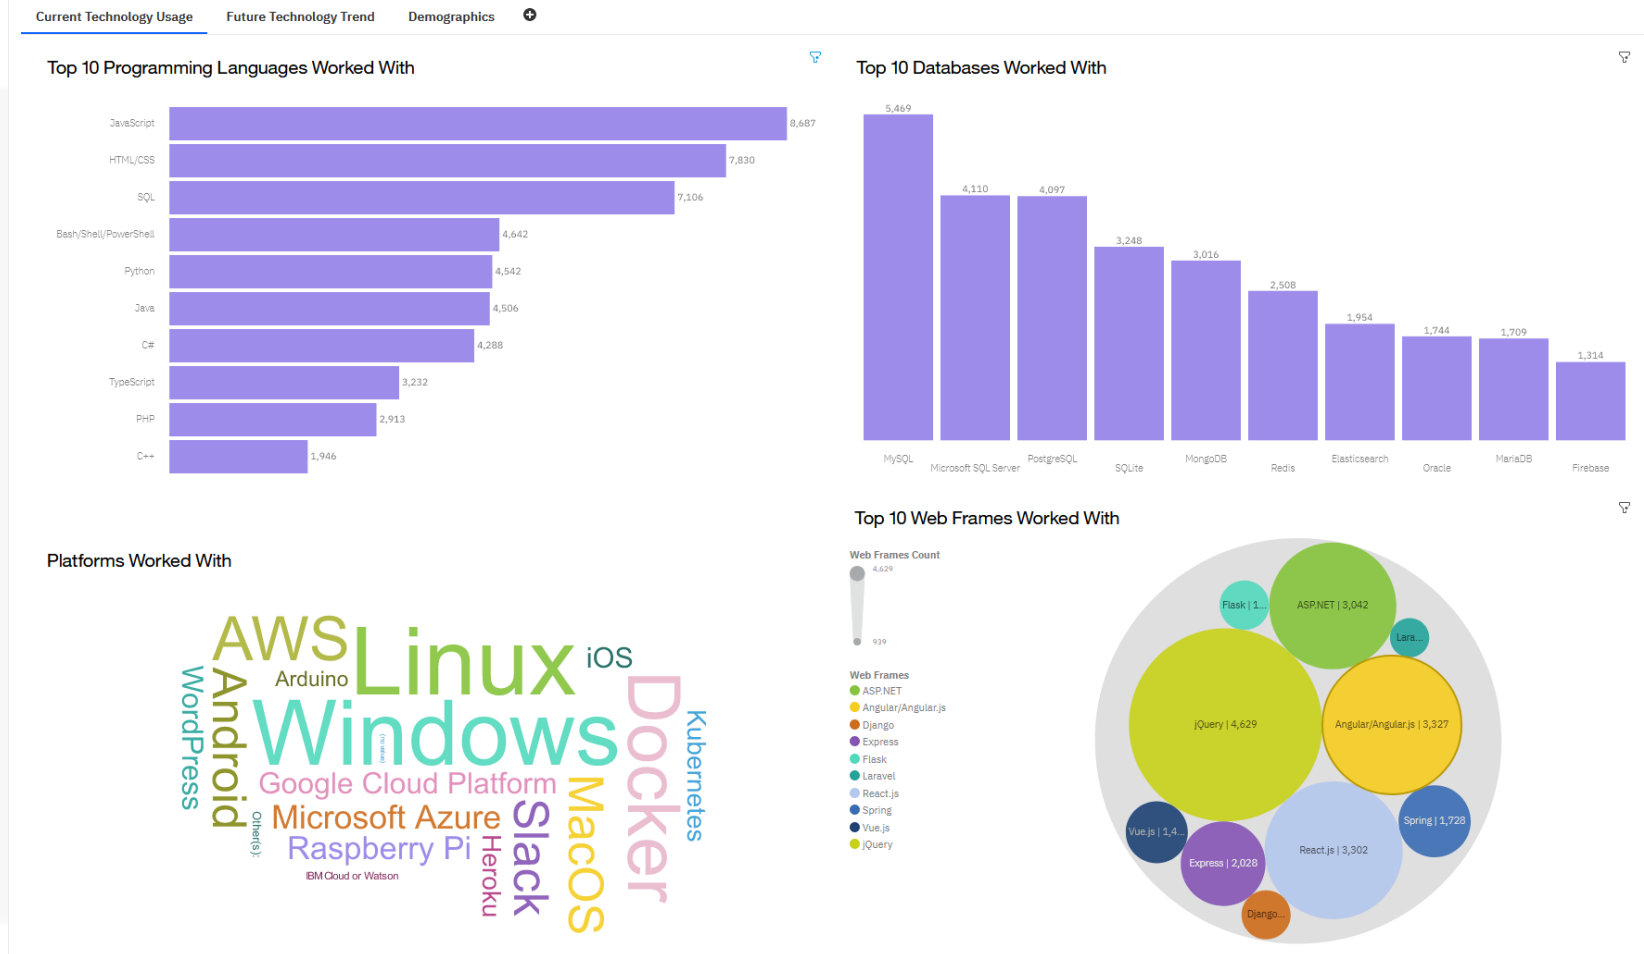 Current Technology Usage
Future Technology Trend
Demographics
Top 10 Programming Languages Worked With
JavaScript
8,687
HTML/CSS
7,830
SQL
7,106
Bash/Shell/PowerShell
4,642
Python
4,542
Java
4,506
C#
4,288
TypeScript
3,232
PHP
2,913
C++
1,946
Top 10 Databases Worked With
5,469
4,110
4,097
3,248
3,016
2,508
1,954
1,744
1,709
1,314
MySQL
Microsoft SQL Server
PostgreSQL
SQLite
MongoDB
Redis
Elasticsearch
Oracle
MariaDB
Firebase
Platforms Worked With
AWS
Linux
iOS
Arduino
WordPress
Android
Windows
(no value)
Docker
Kubernetes
Google Cloud Platform
Microsoft Azure
Other(s):
Raspberry Pi
Heroku
Slack
MacOS
IBM Cloud or Watson
Top 10 Web Frames Worked With
Web Frames Count
4,629
939
Web Frames
ASP.NET
Angular/Angular.js
Django
Express
Flask
Laravel
React.js
Spring
Vue.js
jQuery
Flask | 1...
ASP.NET | 3,042
Lara...
jQuery | 4,629
Angular/Angular.js | 3,327
Vue.js | 1,4...
Spring | 1,728
React.js | 3,302
Express | 2,028
Django...